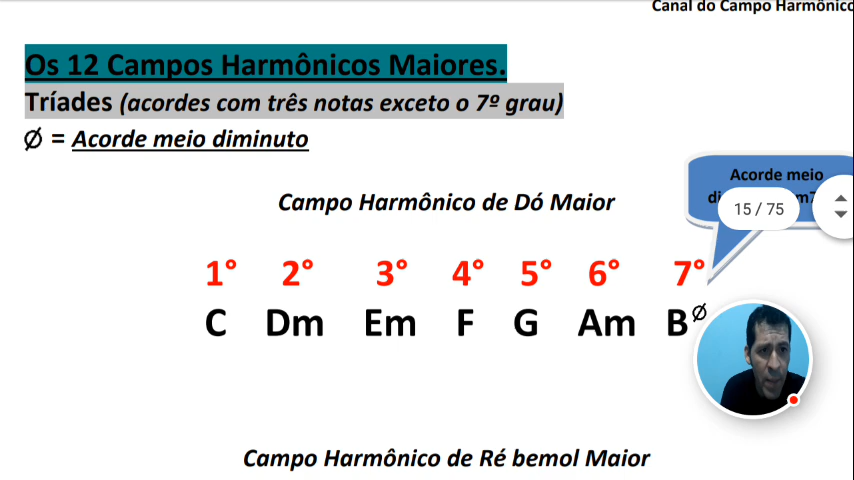 Canal do Campo Harmônico
Os 12 Campos Harmônicos Maiores.
Tríades (acordes com três notas exceto o 7º grau)
Ø = Acorde meio diminuto
Acorde meio
15 / 75
Campo Harmônico de Dó Maior
1° 2° 3° 4° 5° 6° 7°
C Dm Em F G Am BØ
Campo Harmônico de Ré bemol Maior